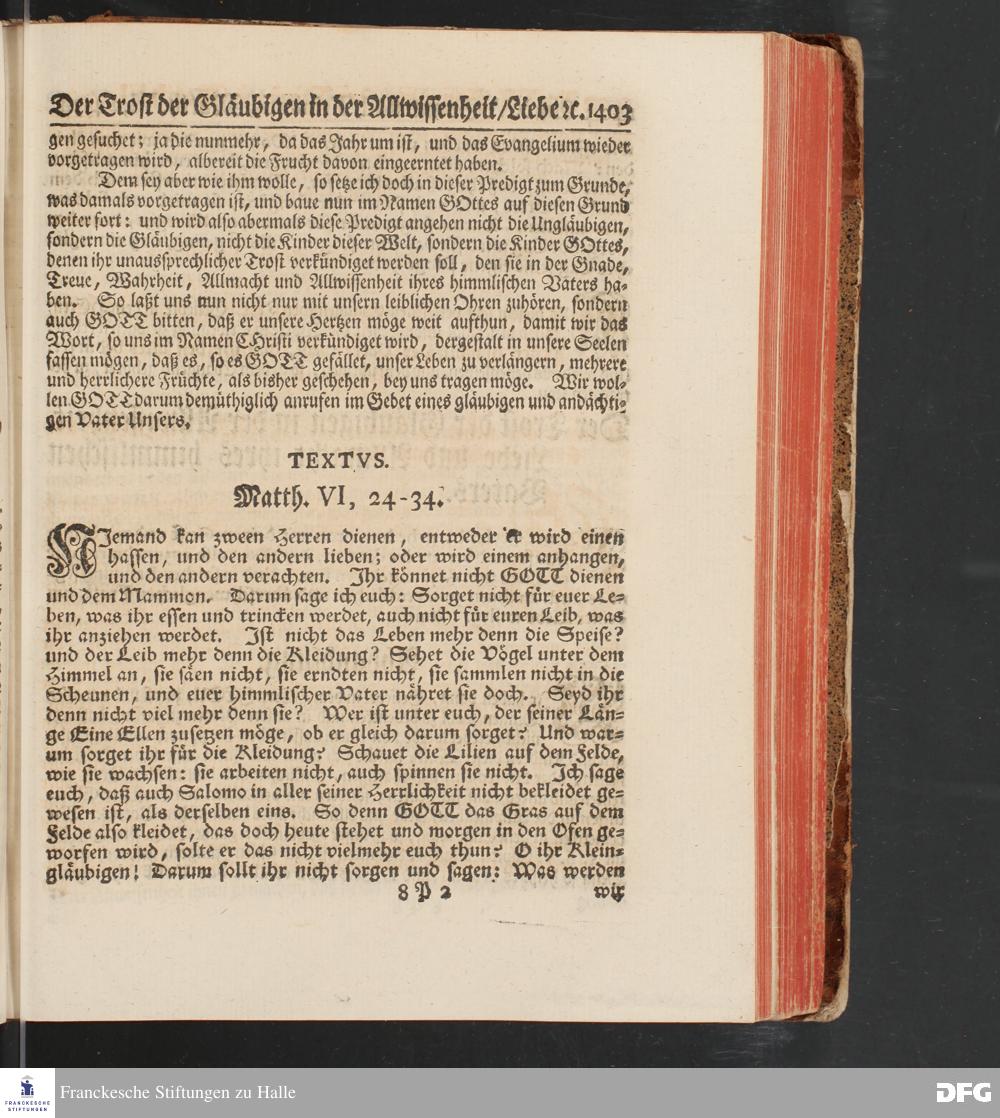 Der Trost der Gläubigen in der Allwissenheit/Liebe ꝛc. 1403
gen gesuchet; ja die nunmehr, da das Jahr um ist, und das Evangelium wieder
vorgetragen wird, albereit die Frucht davon eingeerntet haben.
Dem sey aber wie ihm wolle, so setze ich doch in dieser Predigt zum Grunde,
was damals vorgetragen ist, und baue nun im Namen GOttes auf diesen Grund
weiter fort: und wird also abermals diese Predigt angehen nicht die Ungläubigen,
sondern die Gläubigen, nicht die Kinder dieser Welt, sondern die Kinder GOttes,
denen ihr unaussprechlicher Trost verkündiget werden soll, den sie in der Gnade,
Treue, Wahrheit, Allmacht und Allwissenheit ihres himmlischen Vaters ha-
ben. So laßt uns nun nicht nur mit unsern leiblichen Ohren zuhören, sondern
auch GOTT bitten, daß er unsere Hertzen möge weit aufthun, damit wir das
Wort, so uns im Namen CHristi verkündiget wird, dergestalt in unsere Seelen
fassen mögen, daß es, so es GOTT gefället, unser Leben zu verlängern, mehrere
und herrlichere Früchte, als bisher geschehen, bey uns tragen möge. Wir wol-
len GOTT darum demüthiglich anrufen im Gebet eines gläubigen und andächti-
gen Vater Unsers.
TEXTVS.
Matth. VI, 24-34.
NIemand kan zween Herren dienen, entweder er wird einen
hassen, und den andern lieben; oder wird einem anhangen,
und den andern verachten. Ihr könnet nicht GOTT dienen
und dem Mammon. Darum sage ich euch: Sorget nicht für euer Le-
ben, was ihr essen und trincken werdet, auch nicht für euren Leib, was
ihr anziehen werdet. Ist nicht das Leben mehr denn die Speise?
und der Leib mehr denn die Kleidung? Sehet die Vögel unter dem
Himmel an, sie säen nicht, sie erndten nicht, sie sammlen nicht in die
Scheunen, und euer himmlischer Vater nähret sie doch. Seyd ihr
denn nicht viel mehr denn sie? Wer ist unter euch, der seiner Län-
ge Eine Ellen zusetzen möge, ob er gleich darum sorget? Und war-
um sorget ihr für die Kleidung? Schauet die Lilien auf dem Felde,
wie sie wachsen: sie arbeiten nicht, auch spinnen sie nicht. Ich sage
euch, daß auch Salomo in aller seiner Herrlichkeit nicht bekleidet ge-
wesen ist, als derselben eins. So denn GOTT das Gras auf dem
Felde also kleidet, das doch heute stehet und morgen in den Ofen ge-
worfen wird, solte er das nicht vielmehr euch thun? O ihr Klein-
gläubigen! Darum sollt ihr nicht sorgen und sagen: Was werden
8 P 2 wir
FRANCKESCHE
STIFTUNGEN
Franckesche Stiftungen zu Halle
DFG